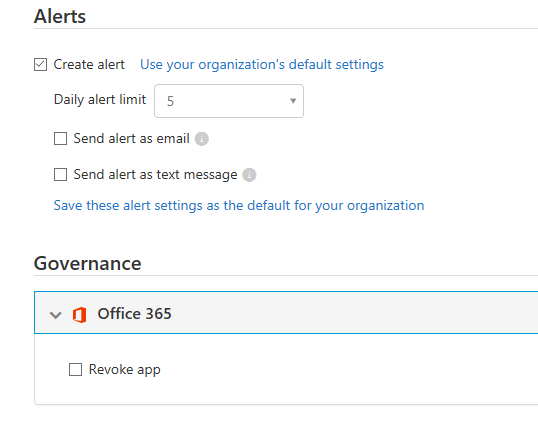 Alerts
Create alert Use your organization's default settings
Daily alert limit 5
Send alert as email
Send alert as text message
Save these alert settings as the default for your organization
Governance
Office 365
Revoke app